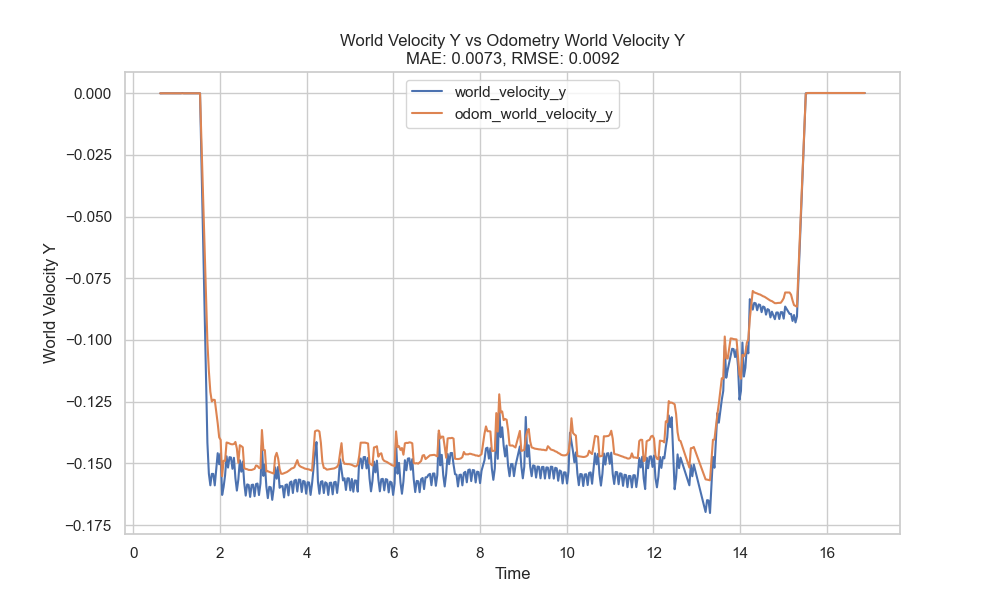 World Velocity Y vs Odometry World Velocity Y
MAE: 0.0073, RMSE: 0.0092
world_velocity_y
odom_world_velocity_y
World Velocity Y
0.000
−0.025
−0.050
−0.075
−0.100
−0.125
−0.150
−0.175
0 2 4 6 8 10 12 14 16
Time